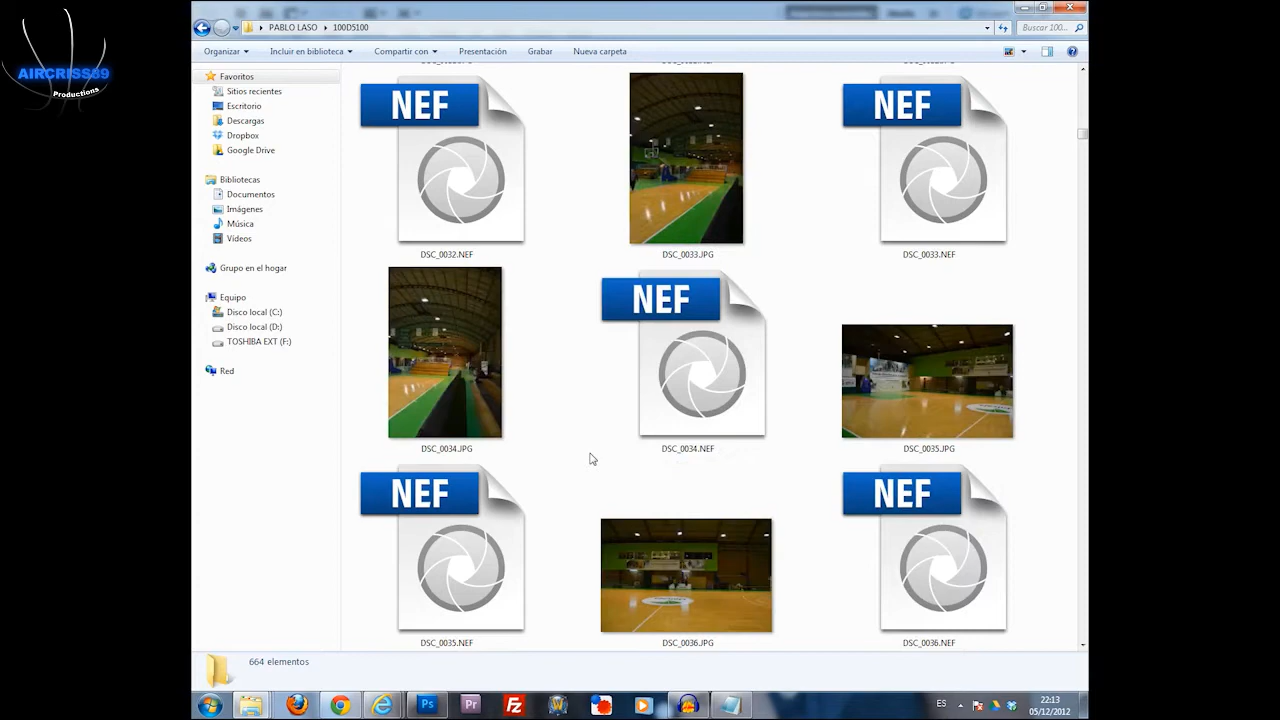 AIRCRISS89
Productions
PABLO LASO
100D5100
Buscar 100...
Organizar
Incluir en biblioteca
Compartir con
Presentación
Grabar
Nueva carpeta
Favoritos
Sitios recientes
Escritorio
Descargas
Dropbox
Google Drive
Bibliotecas
Documentos
Imágenes
Música
Vídeos
Grupo en el hogar
Equipo
Disco local (C:)
Disco local (D:)
TOSHIBA EXT (F:)
Red
NEF
NEF
DSC_0032.NEF
DSC_0033.JPG
DSC_0033.NEF
NEF
DSC_0034.JPG
DSC_0034.NEF
DSC_0035.JPG
NEF
NEF
DSC_0035.NEF
DSC_0036.JPG
DSC_0036.NEF
664 elementos
Ps
Pr
FZ
W
ES
22:13
05/12/2012